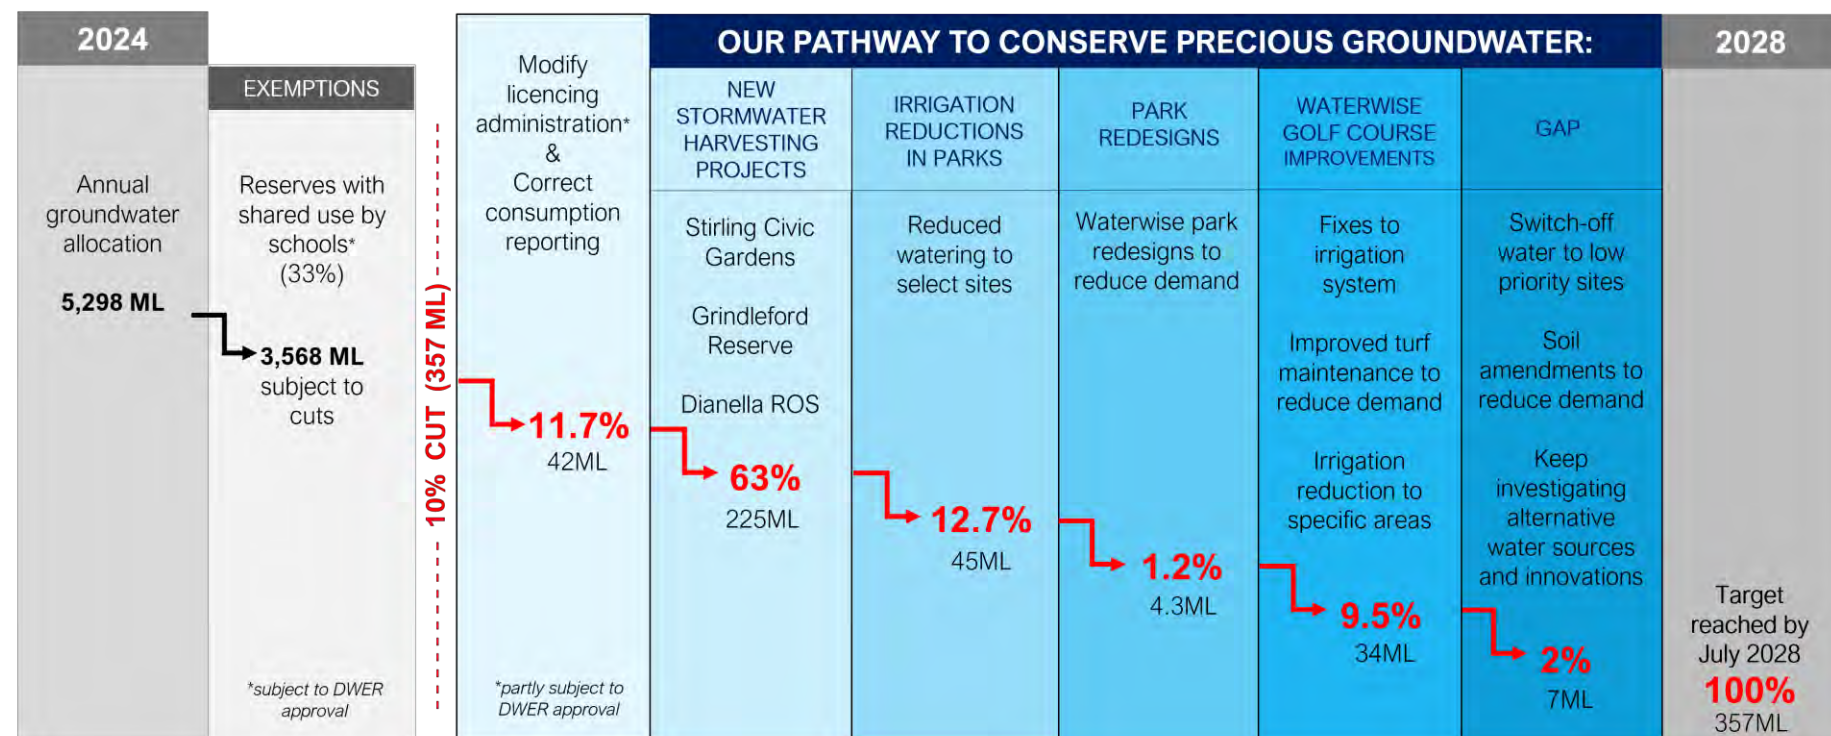 2024
Annual
groundwater
allocation
5,298 ML
EXEMPTIONS
Reserves with
shared use by
schools*
(33%)
3,568 ML
subject to
cuts
*subject to DWER
approval
10% CUT (357 ML)
Modify
licencing
administration*
&
Correct
consumption
reporting
11.7%
42ML
*partly subject to
DWER approval
OUR PATHWAY TO CONSERVE PRECIOUS GROUNDWATER:
NEW
STORMWATER
HARVESTING
PROJECTS
Stirling Civic
Gardens
Grindleford
Reserve
Dianella ROS
63%
225ML
IRRIGATION
REDUCTIONS
IN PARKS
Reduced
watering to
select sites
12.7%
45ML
PARK
REDESIGNS
Waterwise park
redesigns to
reduce demand
1.2%
4.3ML
WATERWISE
GOLF COURSE
IMPROVEMENTS
Fixes to
irrigation
system
Improved turf
maintenance to
reduce demand
Irrigation
reduction to
specific areas
9.5%
34ML
GAP
Switch-off
water to low
priority sites
Soil
amendments to
reduce demand
Keep
investigating
alternative
water sources
and innovations
2%
7ML
2028
Target
reached by
July 2028
100%
357ML